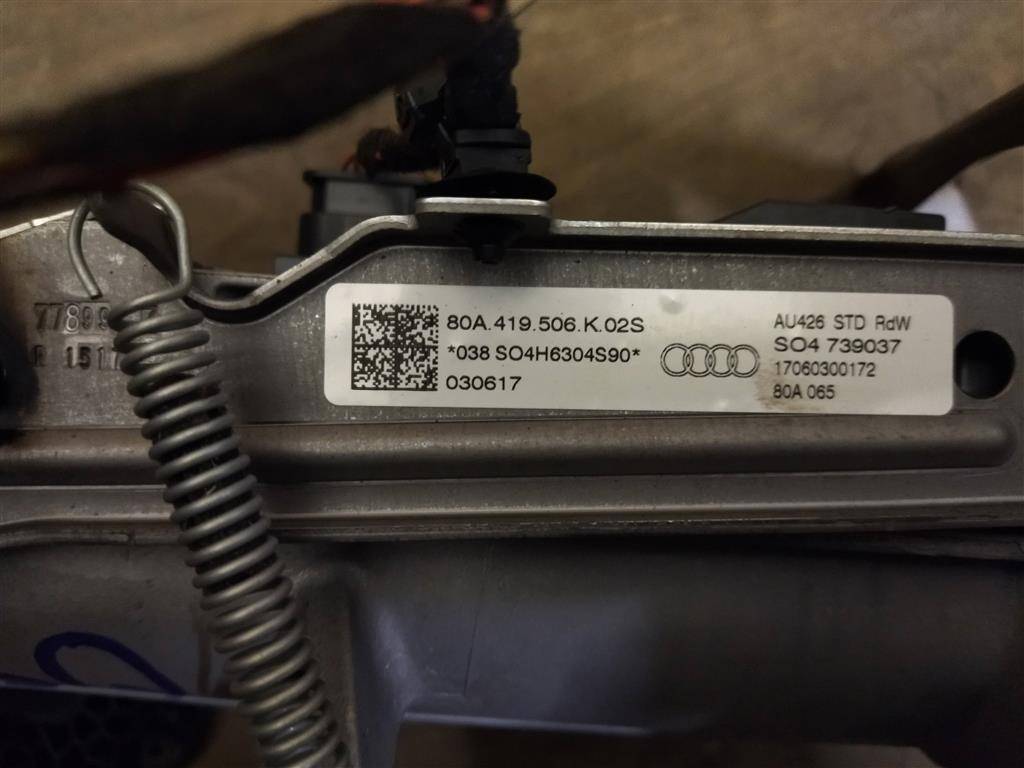 80A.419.506.K.02S
*038 SO4H6304S90*
030617
AU426 STD RdW
SO4 739037
17060300172
80A 065